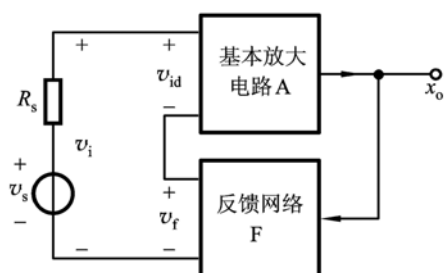 + +
R_s
v_id
基本放大
电路A
x_o
−
+
v_s
−
v_i
+
v_f
反馈网络
F
− −